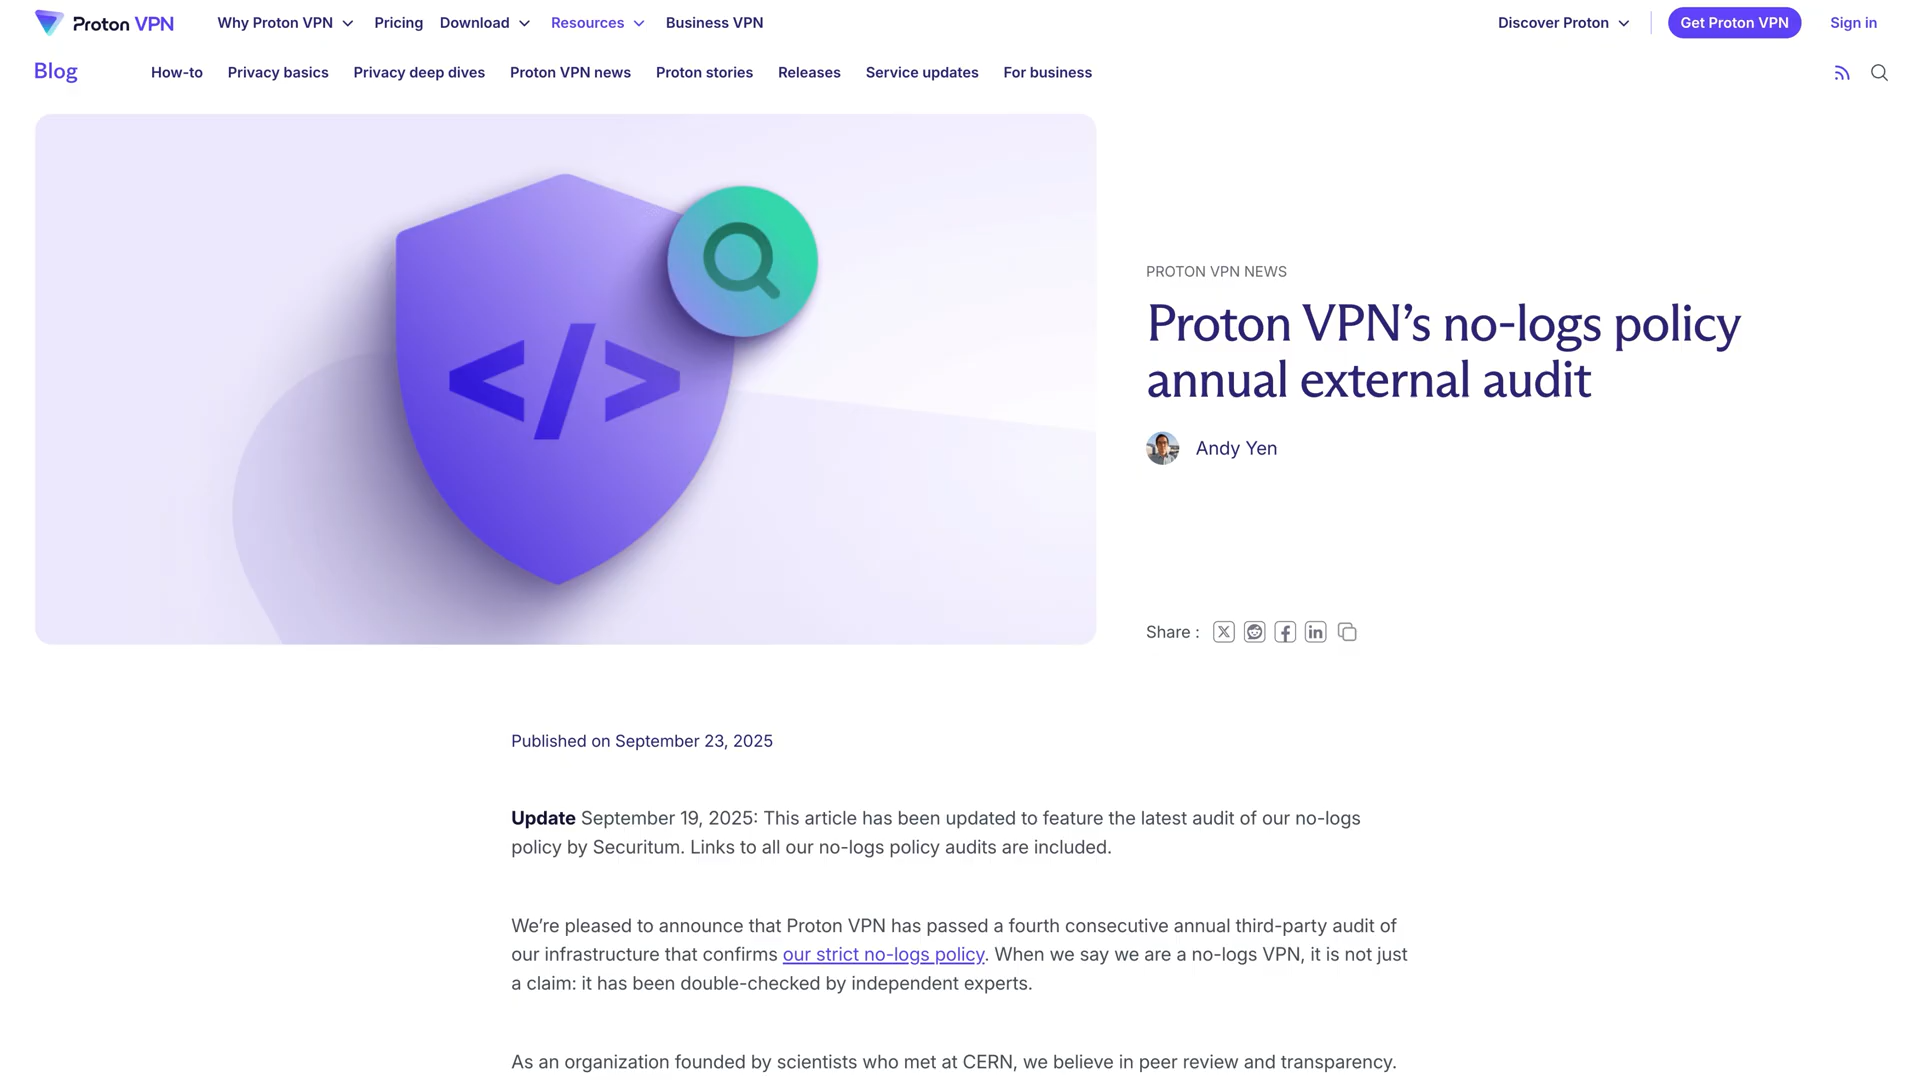 Proton VPN
Why Proton VPN
Pricing
Download
Resources
Business VPN
Discover Proton
Get Proton VPN
Sign in
Blog
How-to
Privacy basics
Privacy deep dives
Proton VPN news
Proton stories
Releases
Service updates
For business
</>
PROTON VPN NEWS
Proton VPN’s no-logs policy
annual external audit
Andy Yen
Share :
Published on September 23, 2025
Update September 19, 2025: This article has been updated to feature the latest audit of our no-logs
policy by Securitum. Links to all our no-logs policy audits are included.
We’re pleased to announce that Proton VPN has passed a fourth consecutive annual third-party audit of
our infrastructure that confirms our strict no-logs policy. When we say we are a no-logs VPN, it is not just
a claim: it has been double-checked by independent experts.
As an organization founded by scientists who met at CERN, we believe in peer review and transparency.